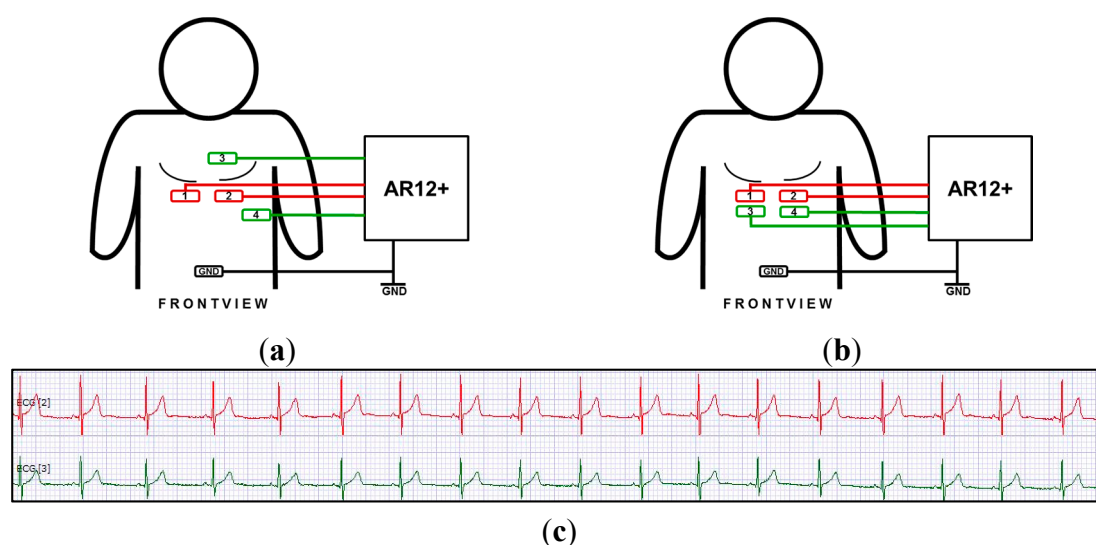 3
1
2
4
AR12+
GND
GND
FRONTVIEW
(a)
1
2
3
4
AR12+
GND
GND
FRONTVIEW
(b)
ECG [2]
ECG [3]
(c)